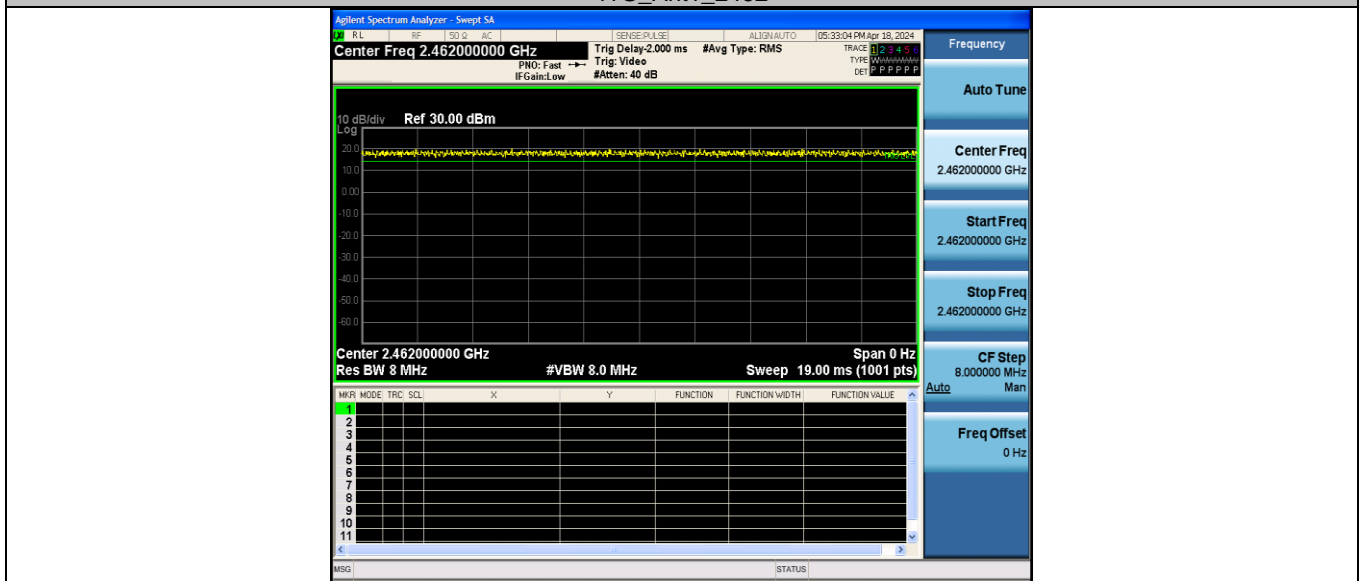 Agilent Spectrum Analyzer - Swept SA
RL RF 50 Ω AC SENSE:PULSE ALIGNAUTO 05:33:04 PM Apr 18, 2024
Center Freq 2.462000000 GHz
PNO: Fast
IFGain:Low
Trig Delay-2.000 ms
Trig: Video
#Atten: 40 dB
#Avg Type: RMS
TRACE 1 2 3 4 5 6
TYPE
DET P P P P P P
10 dB/div Ref 30.00 dBm
Log
20.0
10.0
0.00
-10.0
-20.0
-30.0
-40.0
-50.0
-60.0
Center 2.462000000 GHz Span 0 Hz
Res BW 8 MHz #VBW 8.0 MHz Sweep 19.00 ms (1001 pts)
MKR MODE TRC SCL X Y FUNCTION FUNCTION WIDTH FUNCTION VALUE
1
2
3
4
5
6
7
8
9
10
11
MSG STATUS
Frequency
Auto Tune
Center Freq
2.462000000 GHz
Start Freq
2.462000000 GHz
Stop Freq
2.462000000 GHz
CF Step
8.000000 MHz
Auto Man
Freq Offset
0 Hz